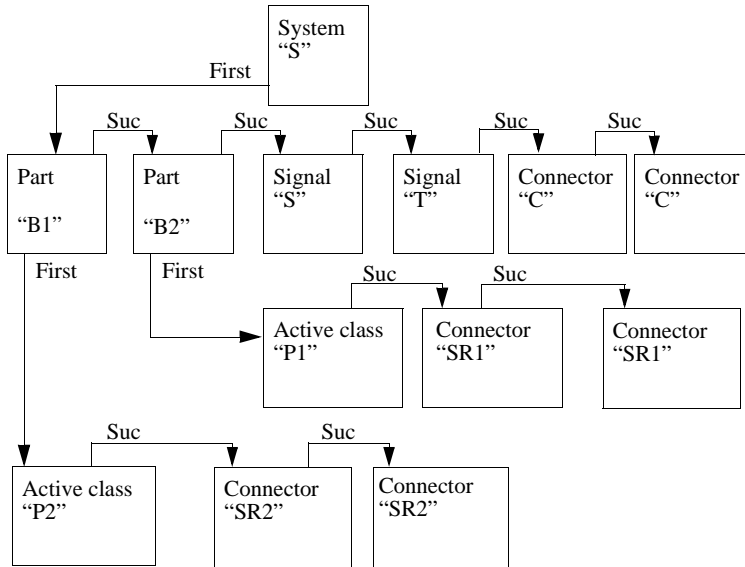 System
“S”
First
Suc
Suc
Suc
Suc
Suc
Part
“B1”
Part
“B2”
Signal
“S”
Signal
“T”
Connector
“C”
Connector
“C”
First
First
Suc
Suc
Active class
“P1”
Connector
“SR1”
Connector
“SR1”
Suc
Suc
Active class
“P2”
Connector
“SR2”
Connector
“SR2”